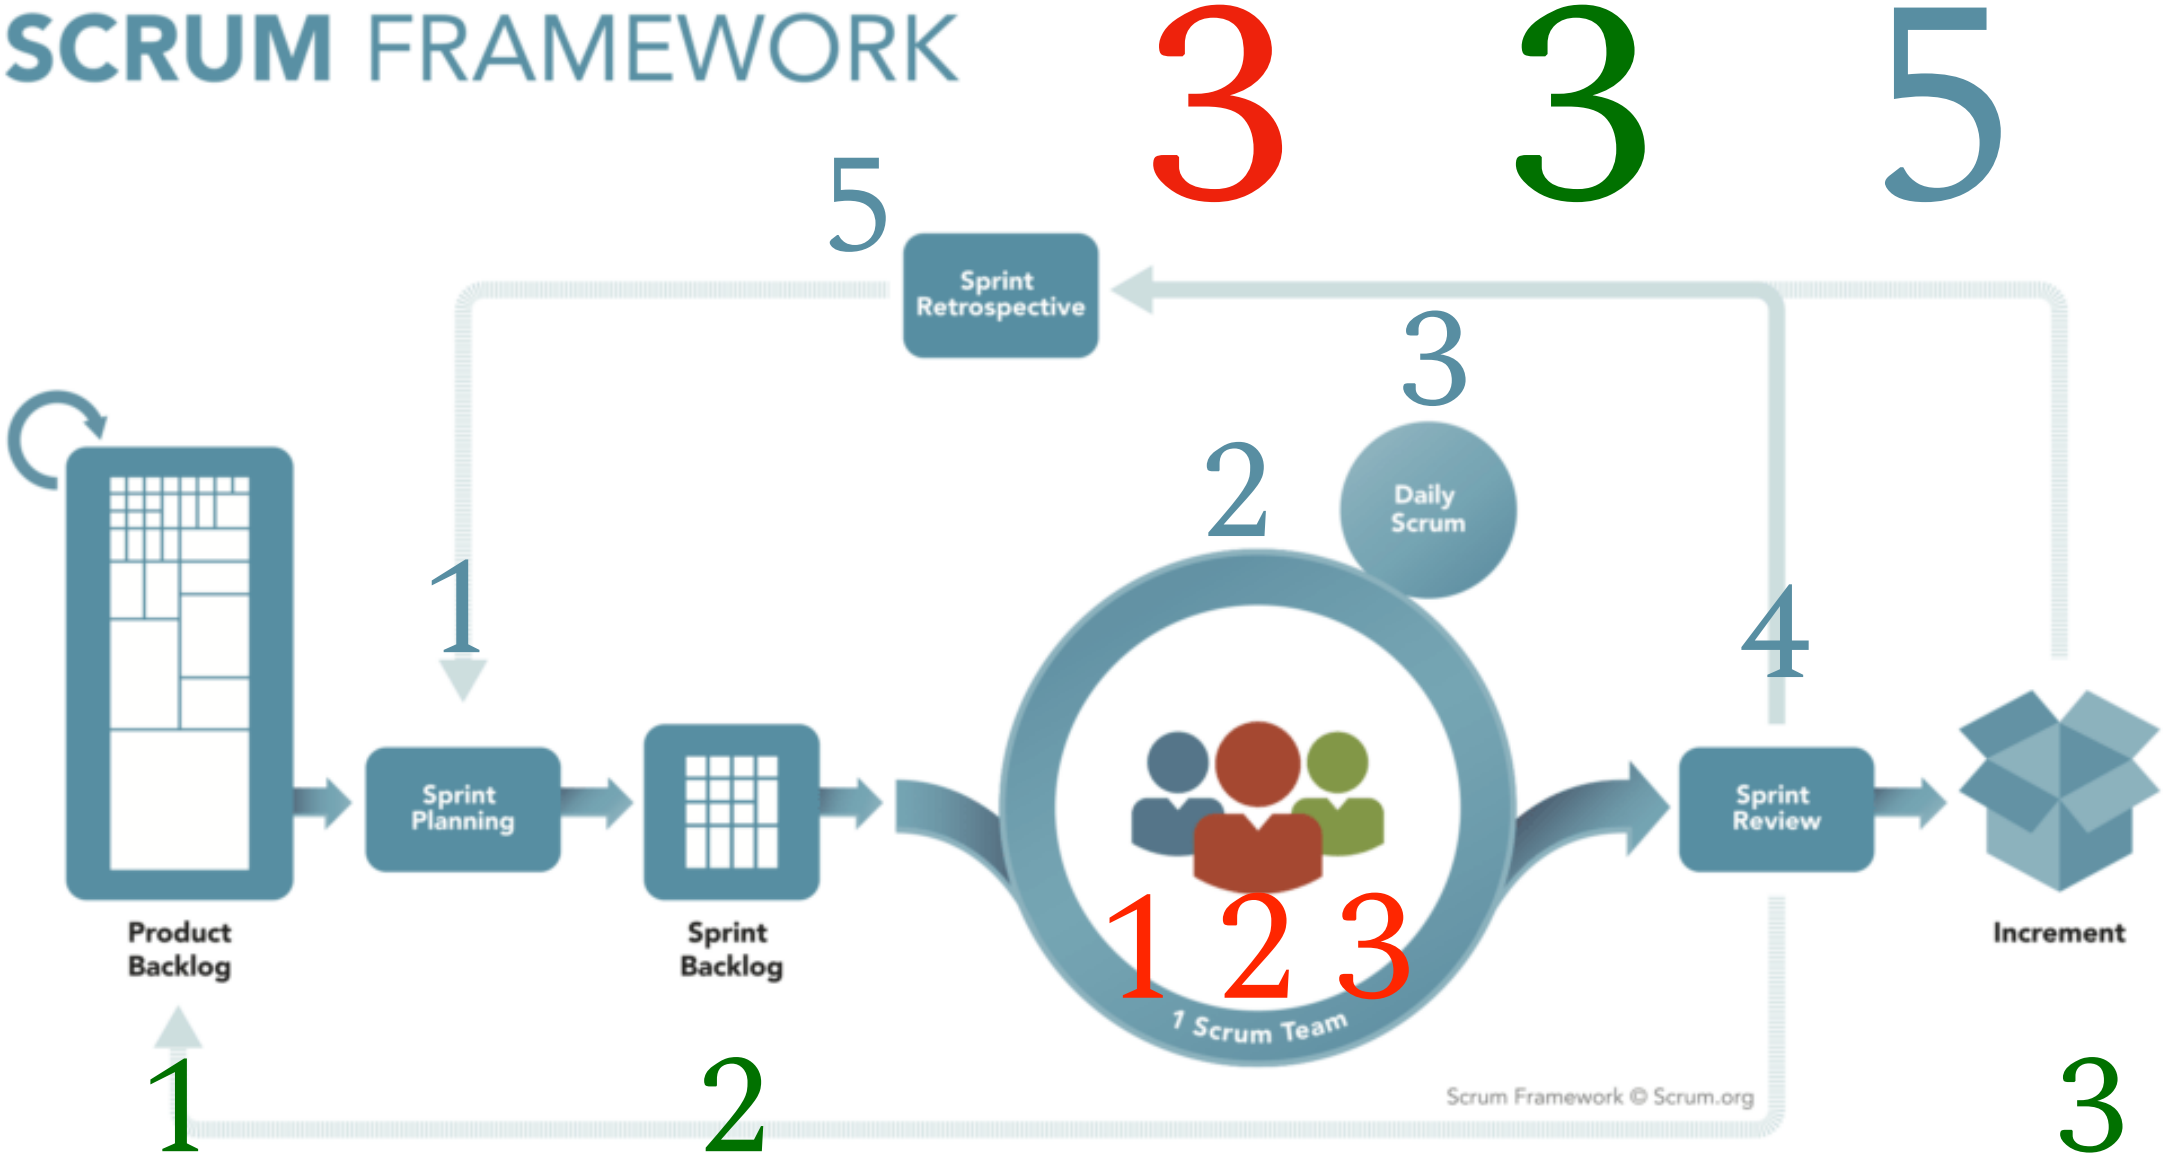 SCRUM FRAMEWORK
3 3 5
5
Sprint
Retrospective
3
Daily
Scrum
2
1
4
Sprint
Planning
Sprint
Review
Product
Backlog
Sprint
Backlog
1 2 3
1 Scrum Team
Increment
Scrum Framework © Scrum.org
1
2
3